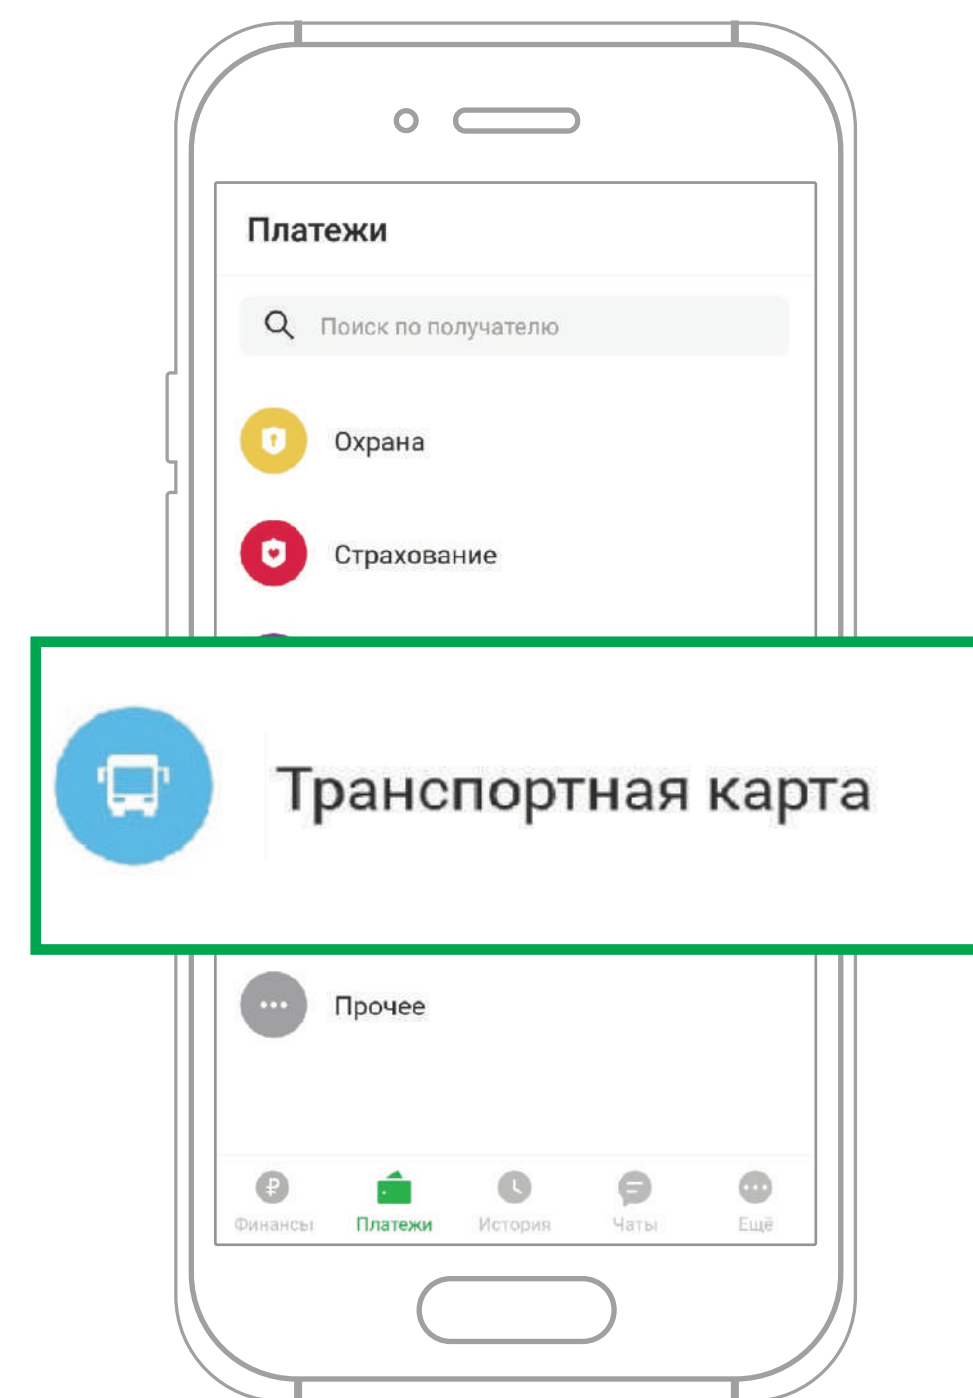 Платежи
Поиск по получателю
Охрана
Страхование
Транспортная карта
Прочее
Финансы Платежи История Чаты Ещё